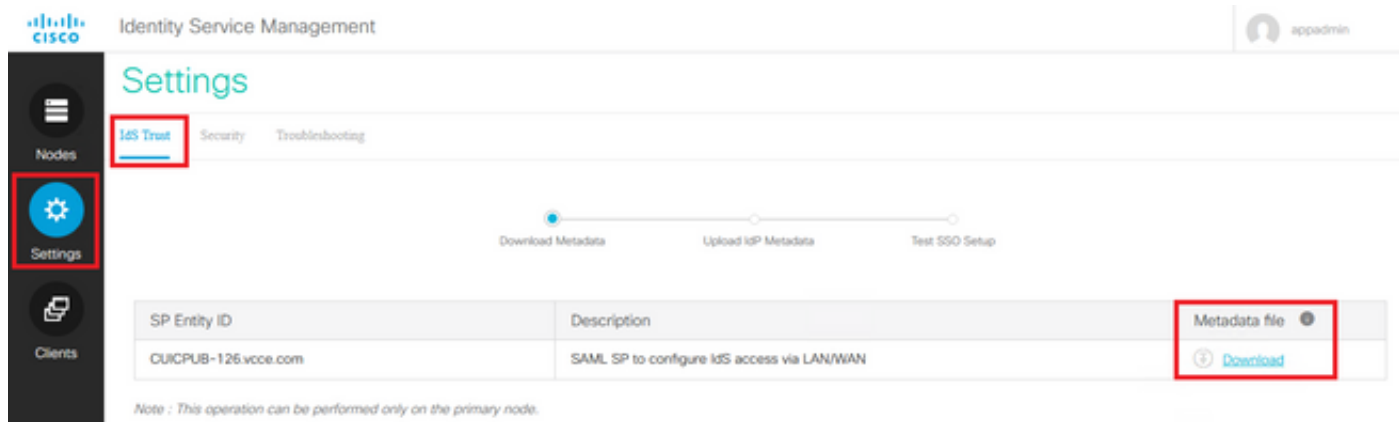 CISCO
Identity Service Management
appadmin
Settings
Nodes
IdS Trust
Security
Troubleshooting
Settings
Download Metadata
Upload IdP Metadata
Test SSO Setup
Clients
SP Entity ID
Description
Metadata file
CUICPUB-126.vcce.com
SAML SP to configure IdS access via LAN/WAN
Download
Note : This operation can be performed only on the primary node.